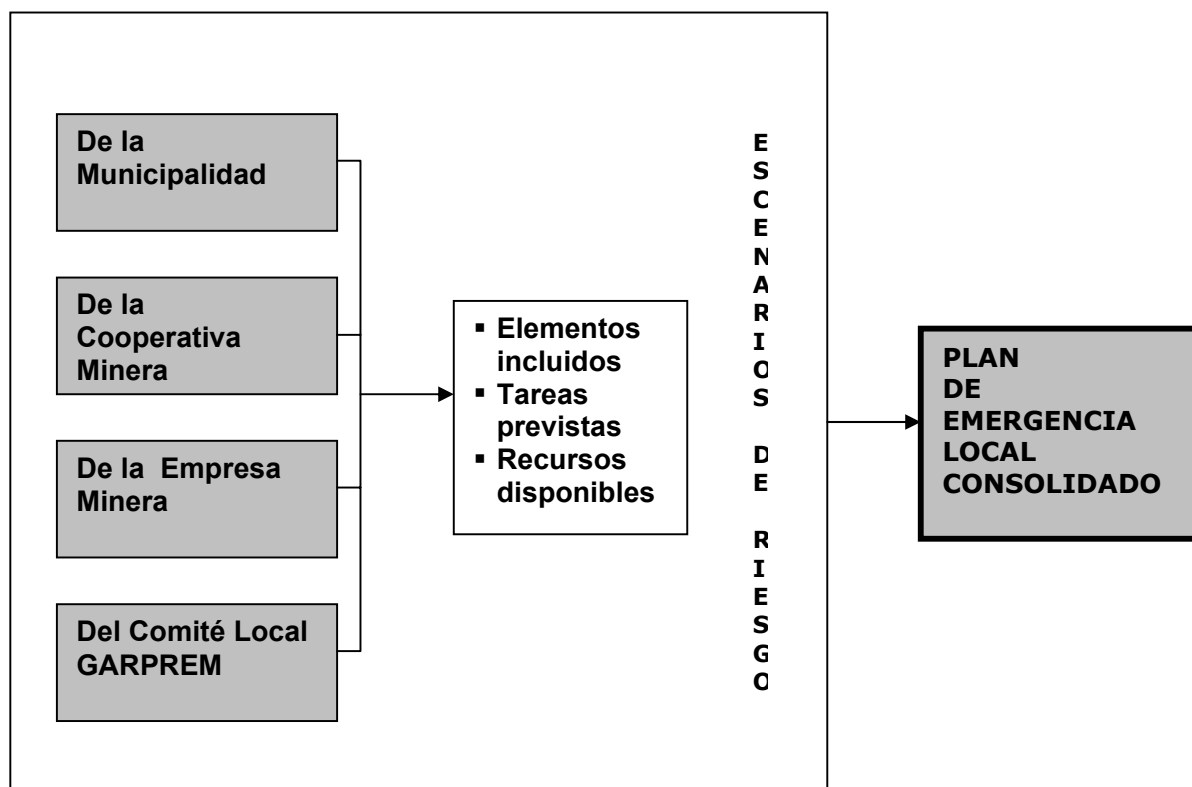 De la
Municipalidad
De la
Cooperativa
Minera
De la Empresa
Minera
Del Comité Local
GARPREM
▪ Elementos
incluidos
▪ Tareas
previstas
▪ Recursos
disponibles
ESCENARIOS DE RIESGO
PLAN
DE
EMERGENCIA
LOCAL
CONSOLIDADO